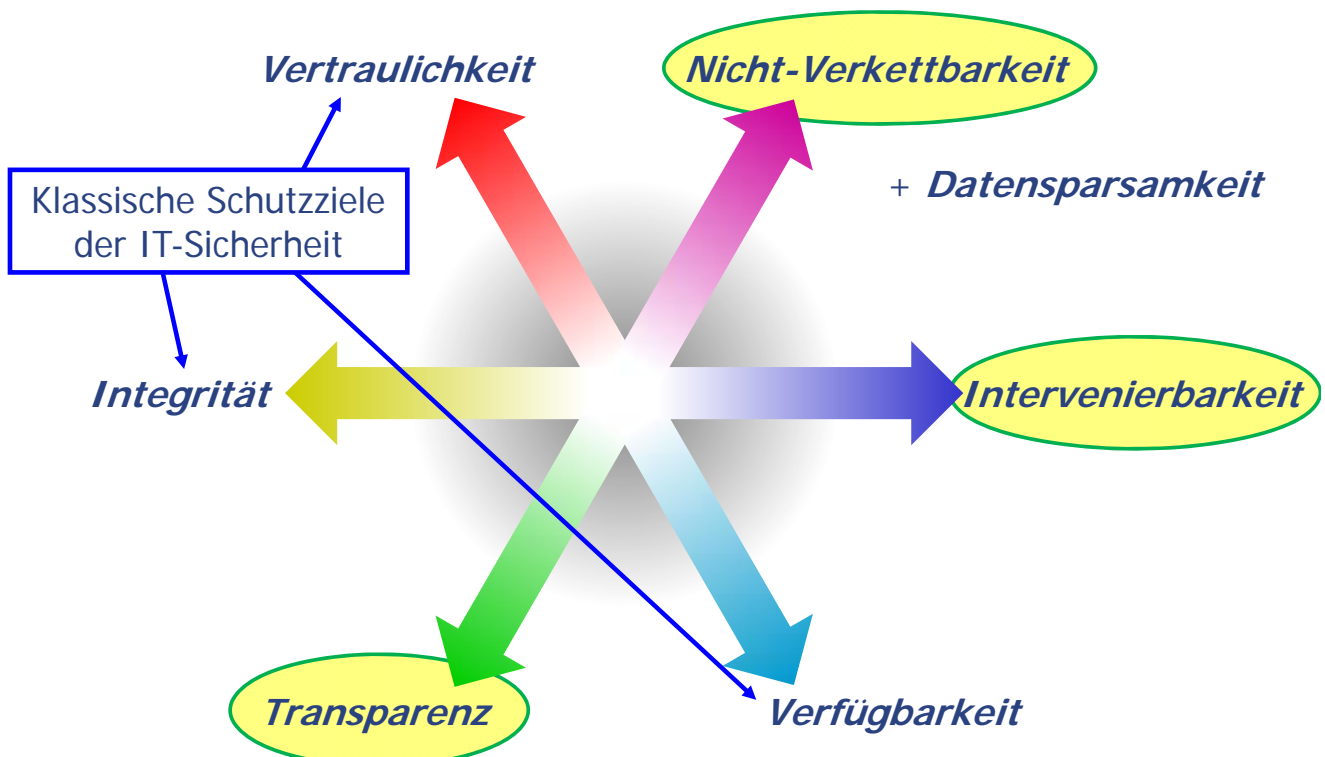 Vertraulichkeit
Nicht-Verkettbarkeit
+ Datensparsamkeit
Klassische Schutzziele
der IT-Sicherheit
Integrität
Intervenierbarkeit
Transparenz
Verfügbarkeit